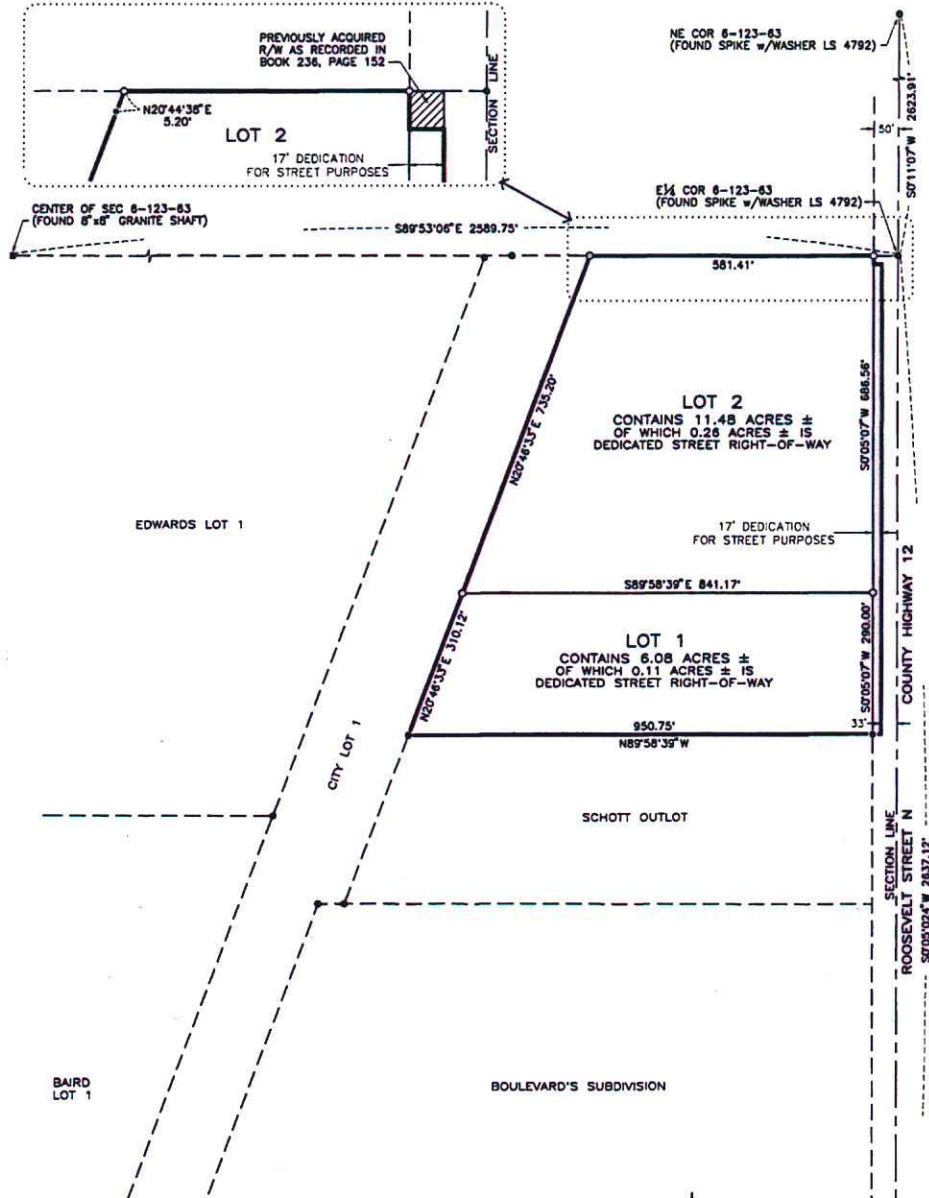 PREVIOUSLY ACQUIRED
R/W AS RECORDED IN
BOOK 236, PAGE 152
SECTION LINE
N20°44'38"E
5.20'
LOT 2
17' DEDICATION
FOR STREET PURPOSES
NE COR 6-123-63
(FOUND SPIKE w/WASHER LS 4792)
S0°11'07"W 2623.91'
50'
E¼ COR 6-123-63
(FOUND SPIKE w/WASHER LS 4792)
CENTER OF SEC 6-123-63
(FOUND 8"x8" GRANITE SHAFT)
S89°53'06"E 2589.75'
581.41'
N20°46'33"E 735.20'
LOT 2
CONTAINS 11.48 ACRES ±
OF WHICH 0.26 ACRES ± IS
DEDICATED STREET RIGHT-OF-WAY
S0°05'07"W 686.56'
EDWARDS LOT 1
17' DEDICATION
FOR STREET PURPOSES
COUNTY HIGHWAY 12
S89°58'39"E 841.17'
N20°46'33"E 310.12'
LOT 1
CONTAINS 6.08 ACRES ±
OF WHICH 0.11 ACRES ± IS
DEDICATED STREET RIGHT-OF-WAY
S0°05'07"W 290.00'
33'
950.75'
N89°58'39"W
CITY LOT 1
SCHOTT OUTLOT
SECTION LINE
ROOSEVELT STREET N
S0°05'024"W 2637.12'
BAIRD
LOT 1
BOULEVARD'S SUBDIVISION